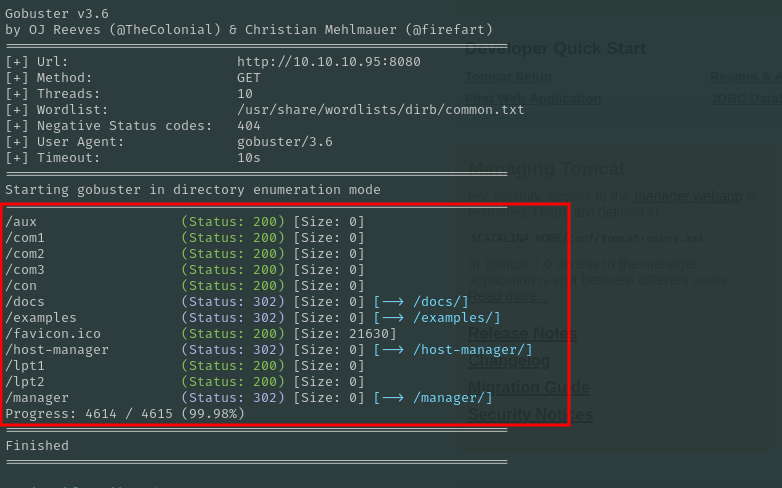 Gobuster v3.6
by OJ Reeves (@TheColonial) & Christian Mehlmauer (@firefart)
[+] Url: http://10.10.10.95:8080
[+] Method: GET
[+] Threads: 10
[+] Wordlist: /usr/share/wordlists/dirb/common.txt
[+] Negative Status codes: 404
[+] User Agent: gobuster/3.6
[+] Timeout: 10s
Starting gobuster in directory enumeration mode
/aux (Status: 200) [Size: 0]
/com1 (Status: 200) [Size: 0]
/com2 (Status: 200) [Size: 0]
/com3 (Status: 200) [Size: 0]
/con (Status: 200) [Size: 0]
/docs (Status: 302) [Size: 0] [--> /docs/]
/examples (Status: 302) [Size: 0] [--> /examples/]
/favicon.ico (Status: 200) [Size: 21630]
/host-manager (Status: 302) [Size: 0] [--> /host-manager/]
/lpt1 (Status: 200) [Size: 0]
/lpt2 (Status: 200) [Size: 0]
/manager (Status: 302) [Size: 0] [--> /manager/]
Progress: 4614 / 4615 (99.98%)
Finished
Developer Quick Start
Tomcat Setup
First Web Application
Realms & A
JDBC Data
Managing Tomcat
For security, access to the manager webapp is
restricted. Users are defined in:
$CATALINA_HOME/conf/tomcat-users.xml
In Tomcat 7.0 access to the manager
application is split between different users.
Read more...
Release Notes
Changelog
Migration Guide
Security Notices